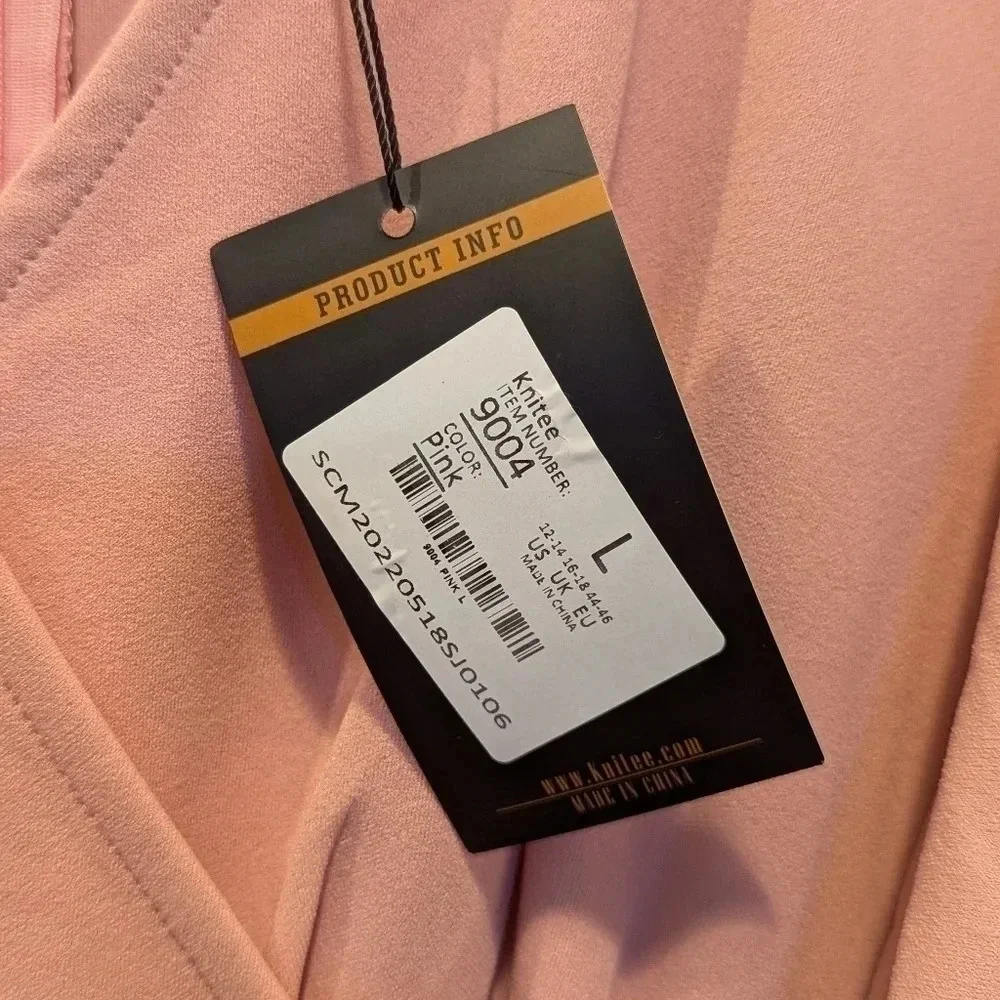 PRODUCT INFO
Knitee
ITEM NUMBER:
9004
COLOR:
Pink
L
12-14 16-18 44-46
US UK EU
MADE IN CHINA
9004 PINK L
SCM20220518SJ0106
www.Knitee.com
MADE IN CHINA